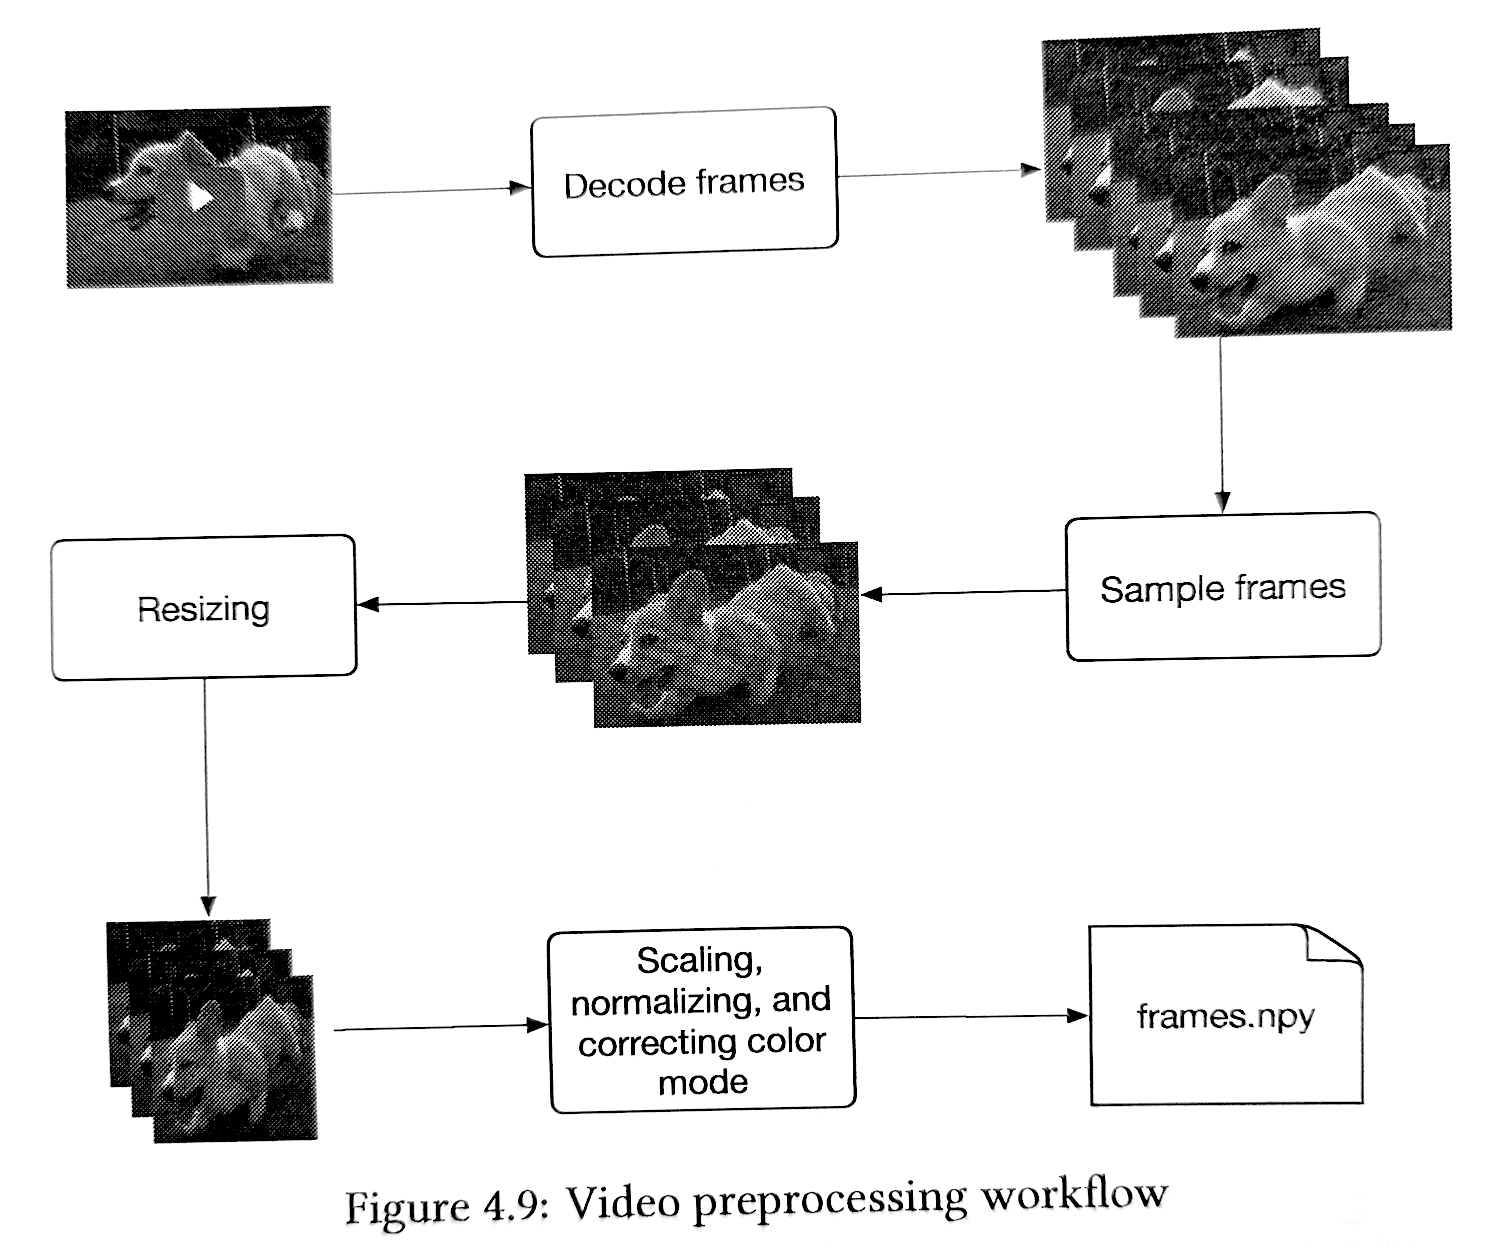 Decode frames
Sample frames
Resizing
Scaling,
normalizing, and
correcting color
mode
frames.npy
Figure 4.9: Video preprocessing workflow